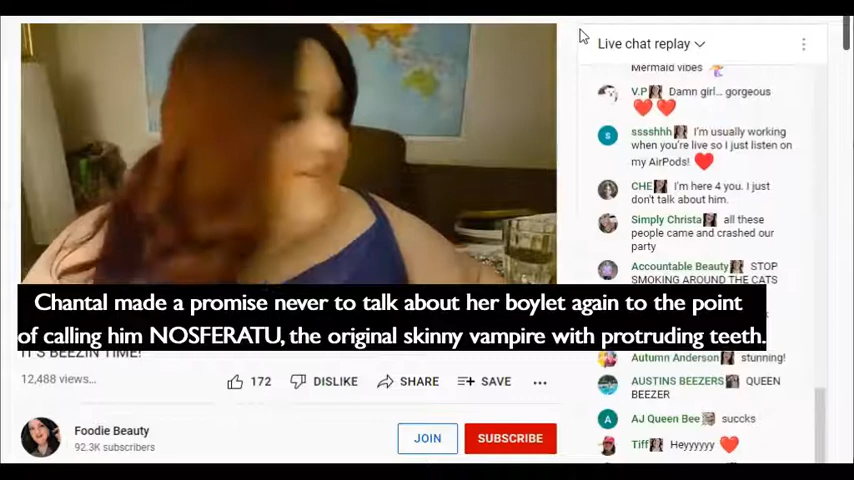 Live chat replay
Mermaid vibes
V.P Damn girl... gorgeous
sssshhh I'm usually working
when you're live so I just listen on
my AirPods!
CHE I'm here 4 you. I just
don't talk about him.
Simply Christa all these
people came and crashed our
party
Accountable Beauty STOP
SMOKING AROUND THE CATS
Chantal made a promise never to talk about her boylet again to the point
of calling him NOSFERATU, the original skinny vampire with protruding teeth.
IT'S BEEZIN TIME!
12,488 views...
172
DISLIKE
SHARE
SAVE
Autumn Anderson stunning!
AUSTINS BEEZERS QUEEN
BEEZER
AJ Queen Bee succks
Tiff Heyyyyy
Foodie Beauty
92.3K subscribers
JOIN
SUBSCRIBE